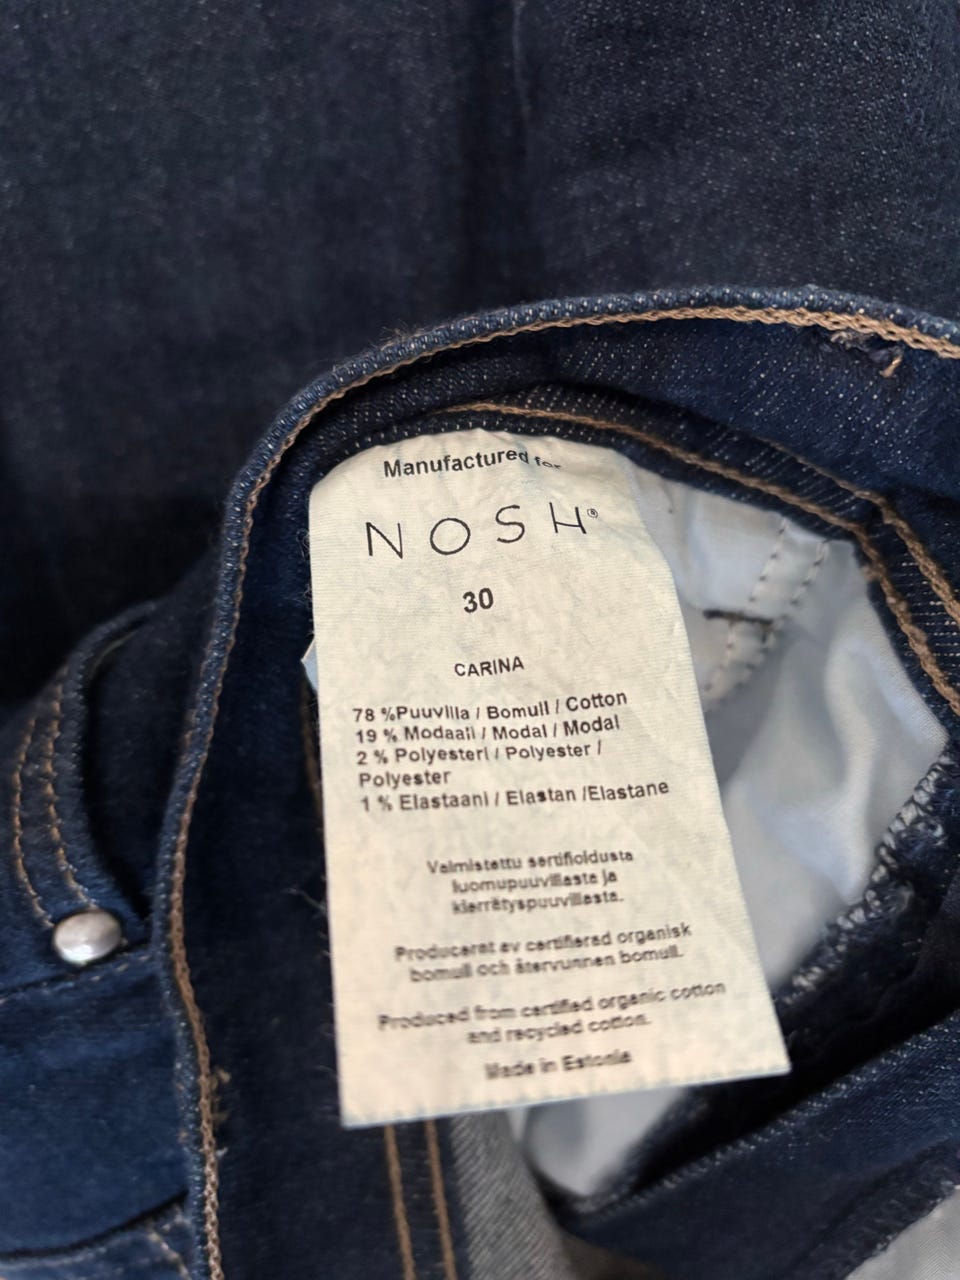 Manufactured for
NOSH®
30
CARINA
78 %Puuvilla / Bomull / Cotton
19 % Modaali / Modal / Modal
2 % Polyesteri / Polyester /
Polyester
1 % Elastaani / Elastan /Elastane
Valmistettu sertifioidusta
luomupuuvillasta ja
kierrätyspuuvillasta.
Producerat av certifierad organisk
bomull och återvunnen bomull.
Produced from certified organic cotton
and recycled cotton.
Made in Estonia